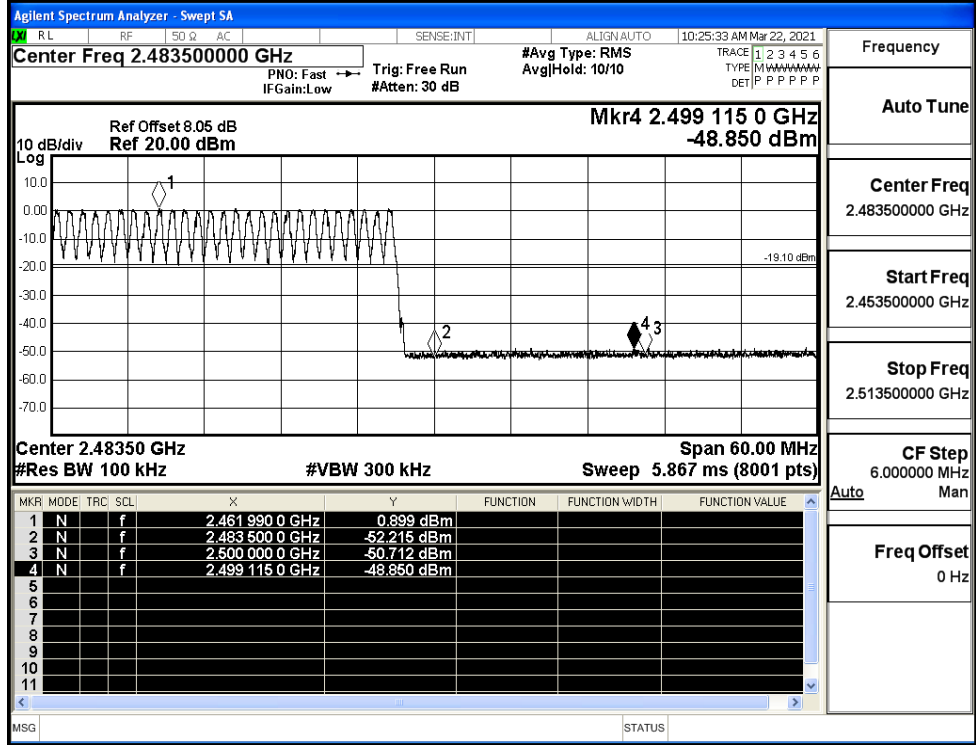 Agilent Spectrum Analyzer - Swept SA
LXI RL RF 50 Ω AC SENSE:INT ALIGNAUTO 10:25:33 AM Mar 22, 2021
Center Freq 2.483500000 GHz
PNO: Fast
IFGain:Low
Trig: Free Run
#Atten: 30 dB
#Avg Type: RMS
Avg|Hold: 10/10
TRACE 1 2 3 4 5 6
TYPE M WWWWW
DET P P P P P P
Frequency
Mkr4 2.499 115 0 GHz
-48.850 dBm
Ref Offset 8.05 dB
10 dB/div Ref 20.00 dBm
Log
10.0
0.00
-10.0
-20.0
-30.0
-40.0
-50.0
-60.0
-70.0
1
2
4
3
-19.10 dBm
Center 2.48350 GHz Span 60.00 MHz
#Res BW 100 kHz #VBW 300 kHz Sweep 5.867 ms (8001 pts)
MKR MODE TRC SCL X Y FUNCTION FUNCTION WIDTH FUNCTION VALUE
1 N f 2.461 990 0 GHz 0.899 dBm
2 N f 2.483 500 0 GHz -52.215 dBm
3 N f 2.500 000 0 GHz -50.712 dBm
4 N f 2.499 115 0 GHz -48.850 dBm
5
6
7
8
9
10
11
Auto Tune
Center Freq
2.483500000 GHz
Start Freq
2.453500000 GHz
Stop Freq
2.513500000 GHz
CF Step
6.000000 MHz
Auto Man
Freq Offset
0 Hz
MSG STATUS